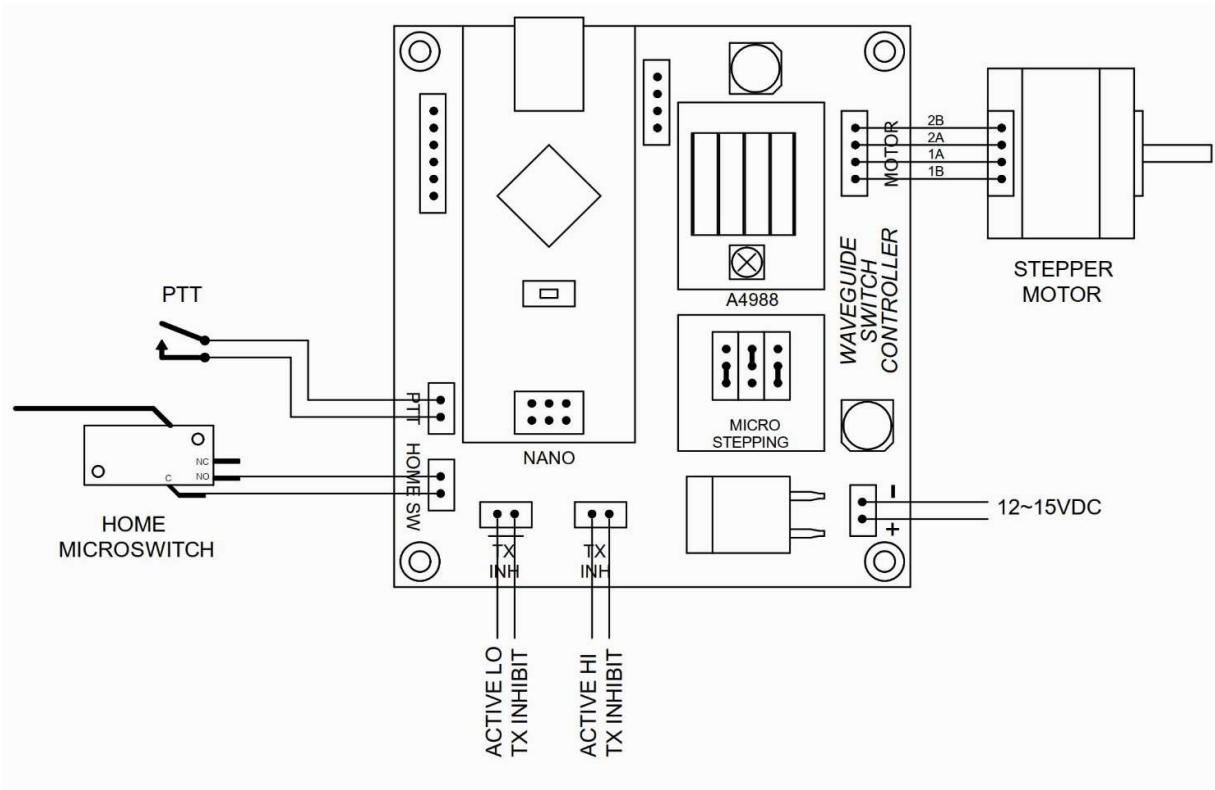 2B
2A
1A
1B
MOTOR
STEPPER
MOTOR
A4988
WAVEGUIDE
SWITCH
CONTROLLER
PTT
PTT
MICRO
STEPPING
NANO
NC
NO
C
HOME SW
HOME
MICROSWITCH
-
+
12~15VDC
TX
INH
TX
INH
ACTIVE LO
TX INHIBIT
ACTIVE HI
TX INHIBIT